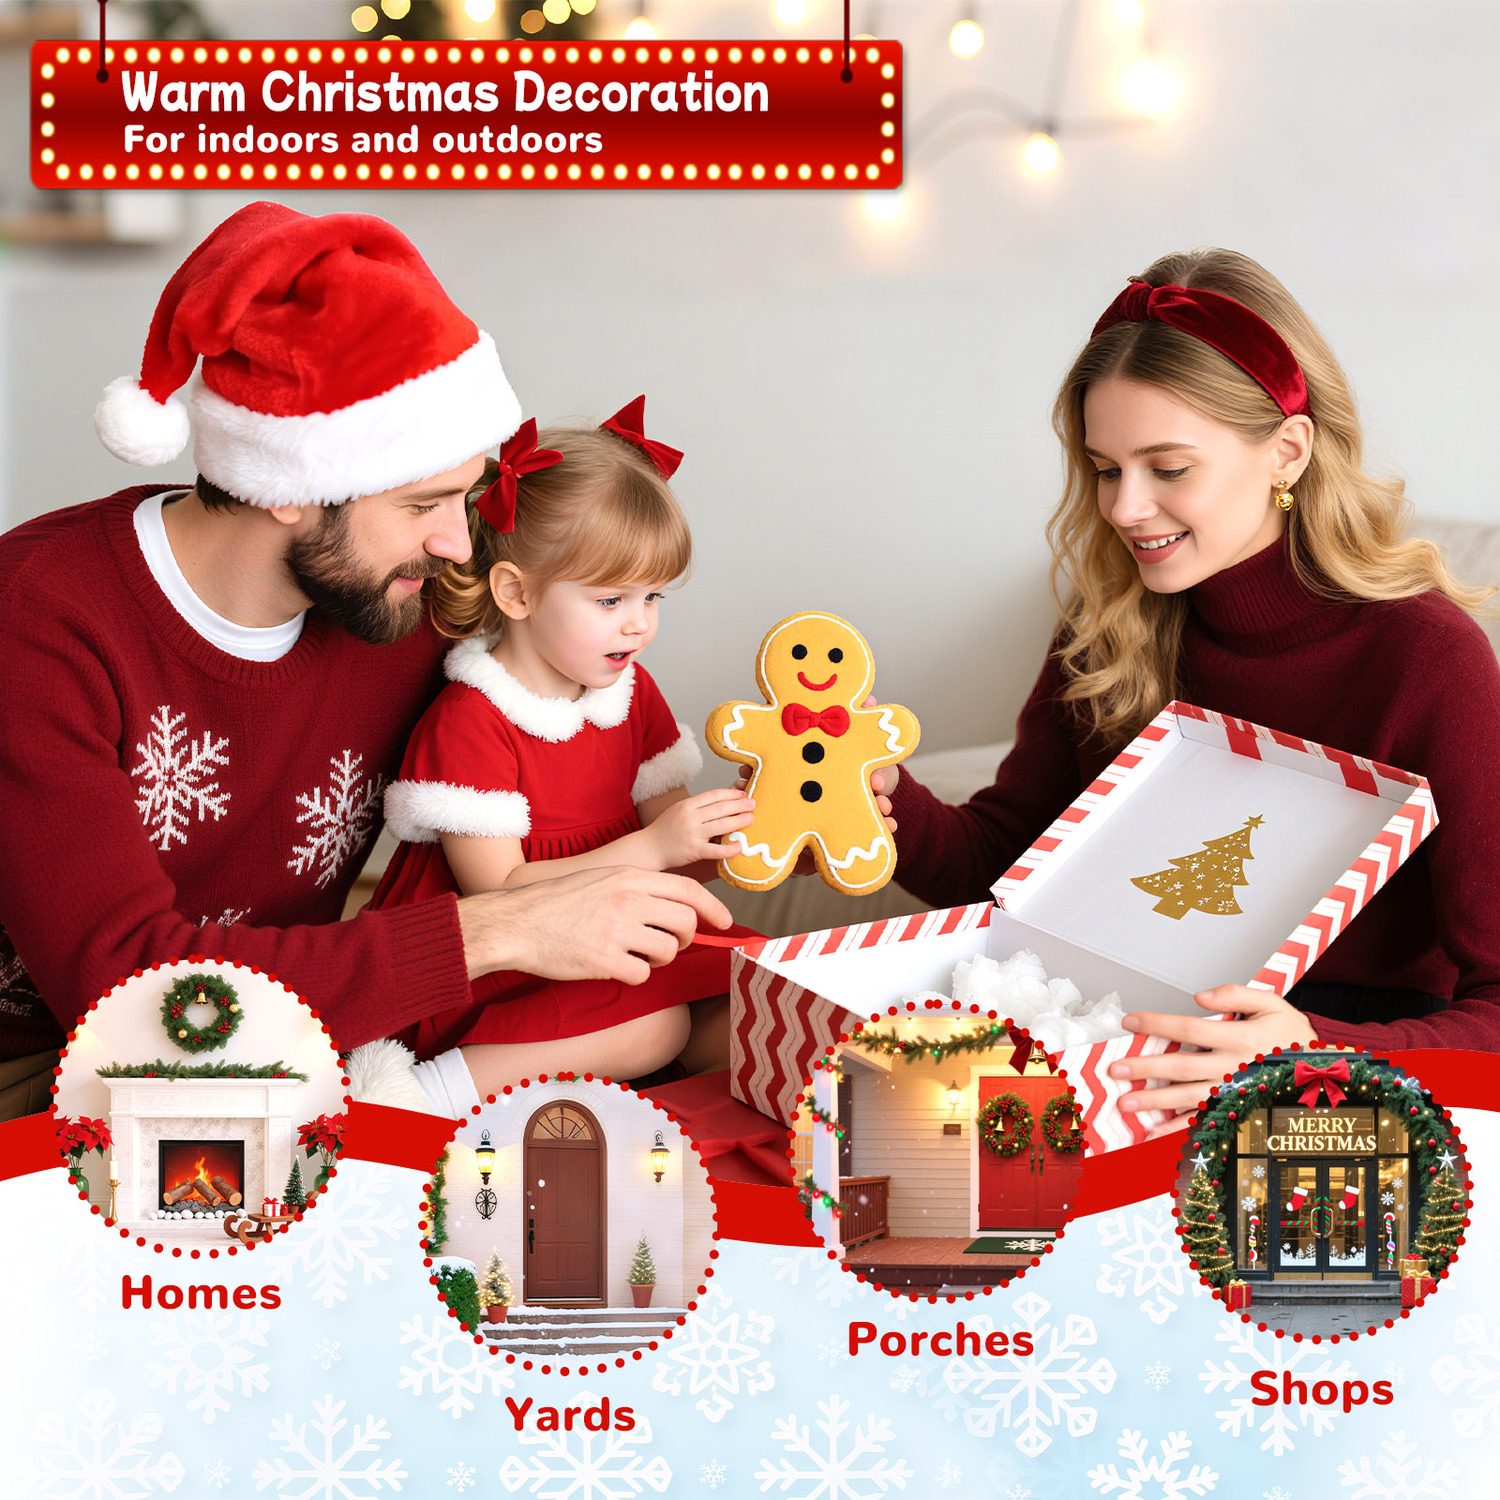 Warm Christmas Decoration
For indoors and outdoors
MERRY
CHRISTMAS
Homes
Porches
Shops
Yards